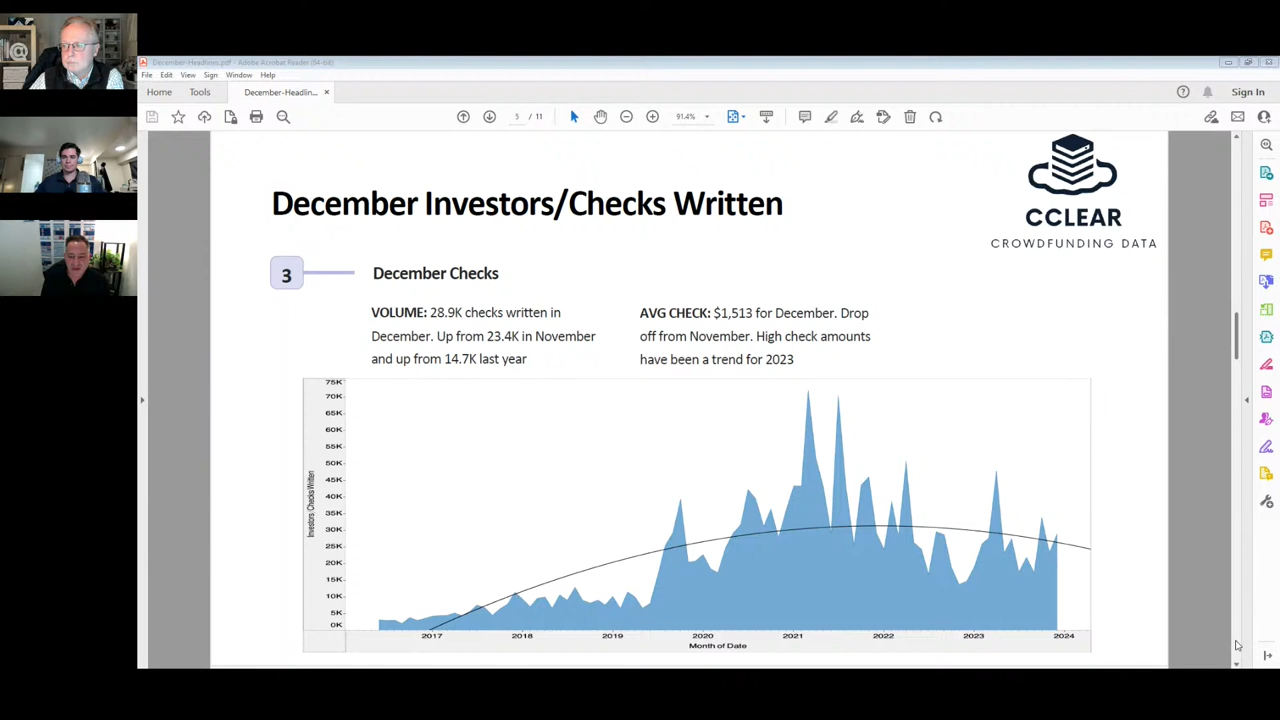 @
December-Headlines.pdf - Adobe Acrobat Reader (64-bit)
File Edit View Sign Window Help
Home Tools December-Headlin... × Sign In
5 / 11 91.4%
CCLEAR
CROWDFUNDING DATA
December Investors/Checks Written
3 December Checks
VOLUME: 28.9K checks written in
December. Up from 23.4K in November
and up from 14.7K last year
AVG CHECK: $1,513 for December. Drop
off from November. High check amounts
have been a trend for 2023
75K
70K
65K
60K
55K
50K
45K
40K
35K
30K
25K
20K
15K
10K
5K
0K
Investors /Checks Written
2017 2018 2019 2020 2021 2022 2023 2024
Month of Date